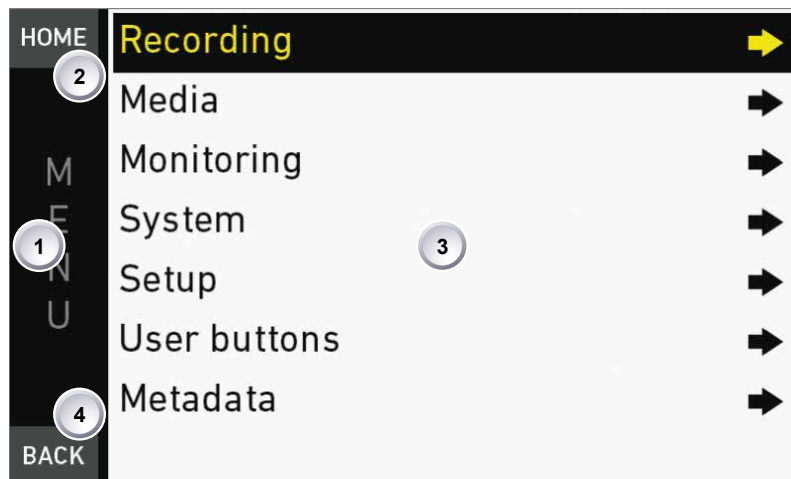 HOME
Recording
2
Media
M
Monitoring
E
System
1
3
N
Setup
U
User buttons
4
Metadata
BACK